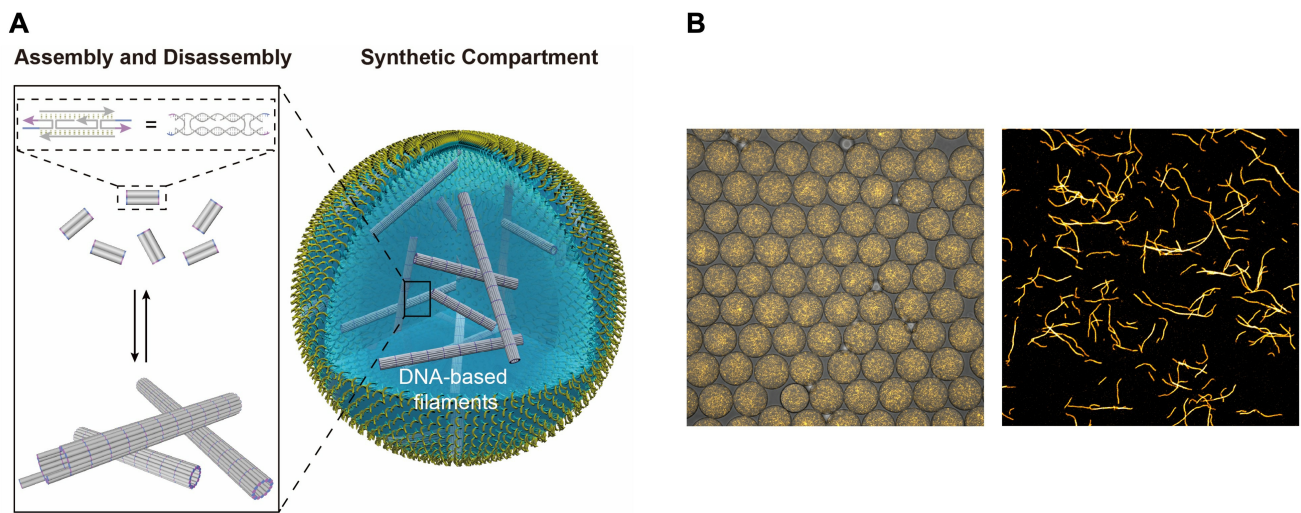 A
B
Assembly and Disassembly
Synthetic Compartment
=
DNA-based
filaments